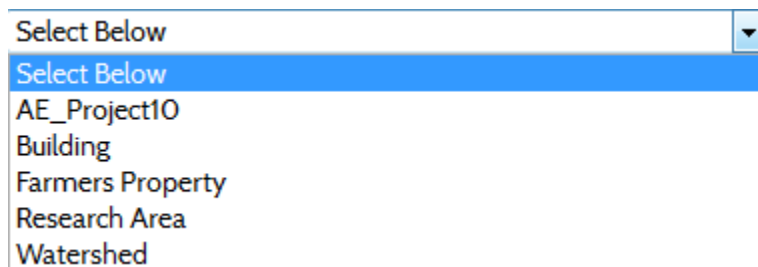 Select Below
Select Below
AE_Project10
Building
Farmers Property
Research Area
Watershed